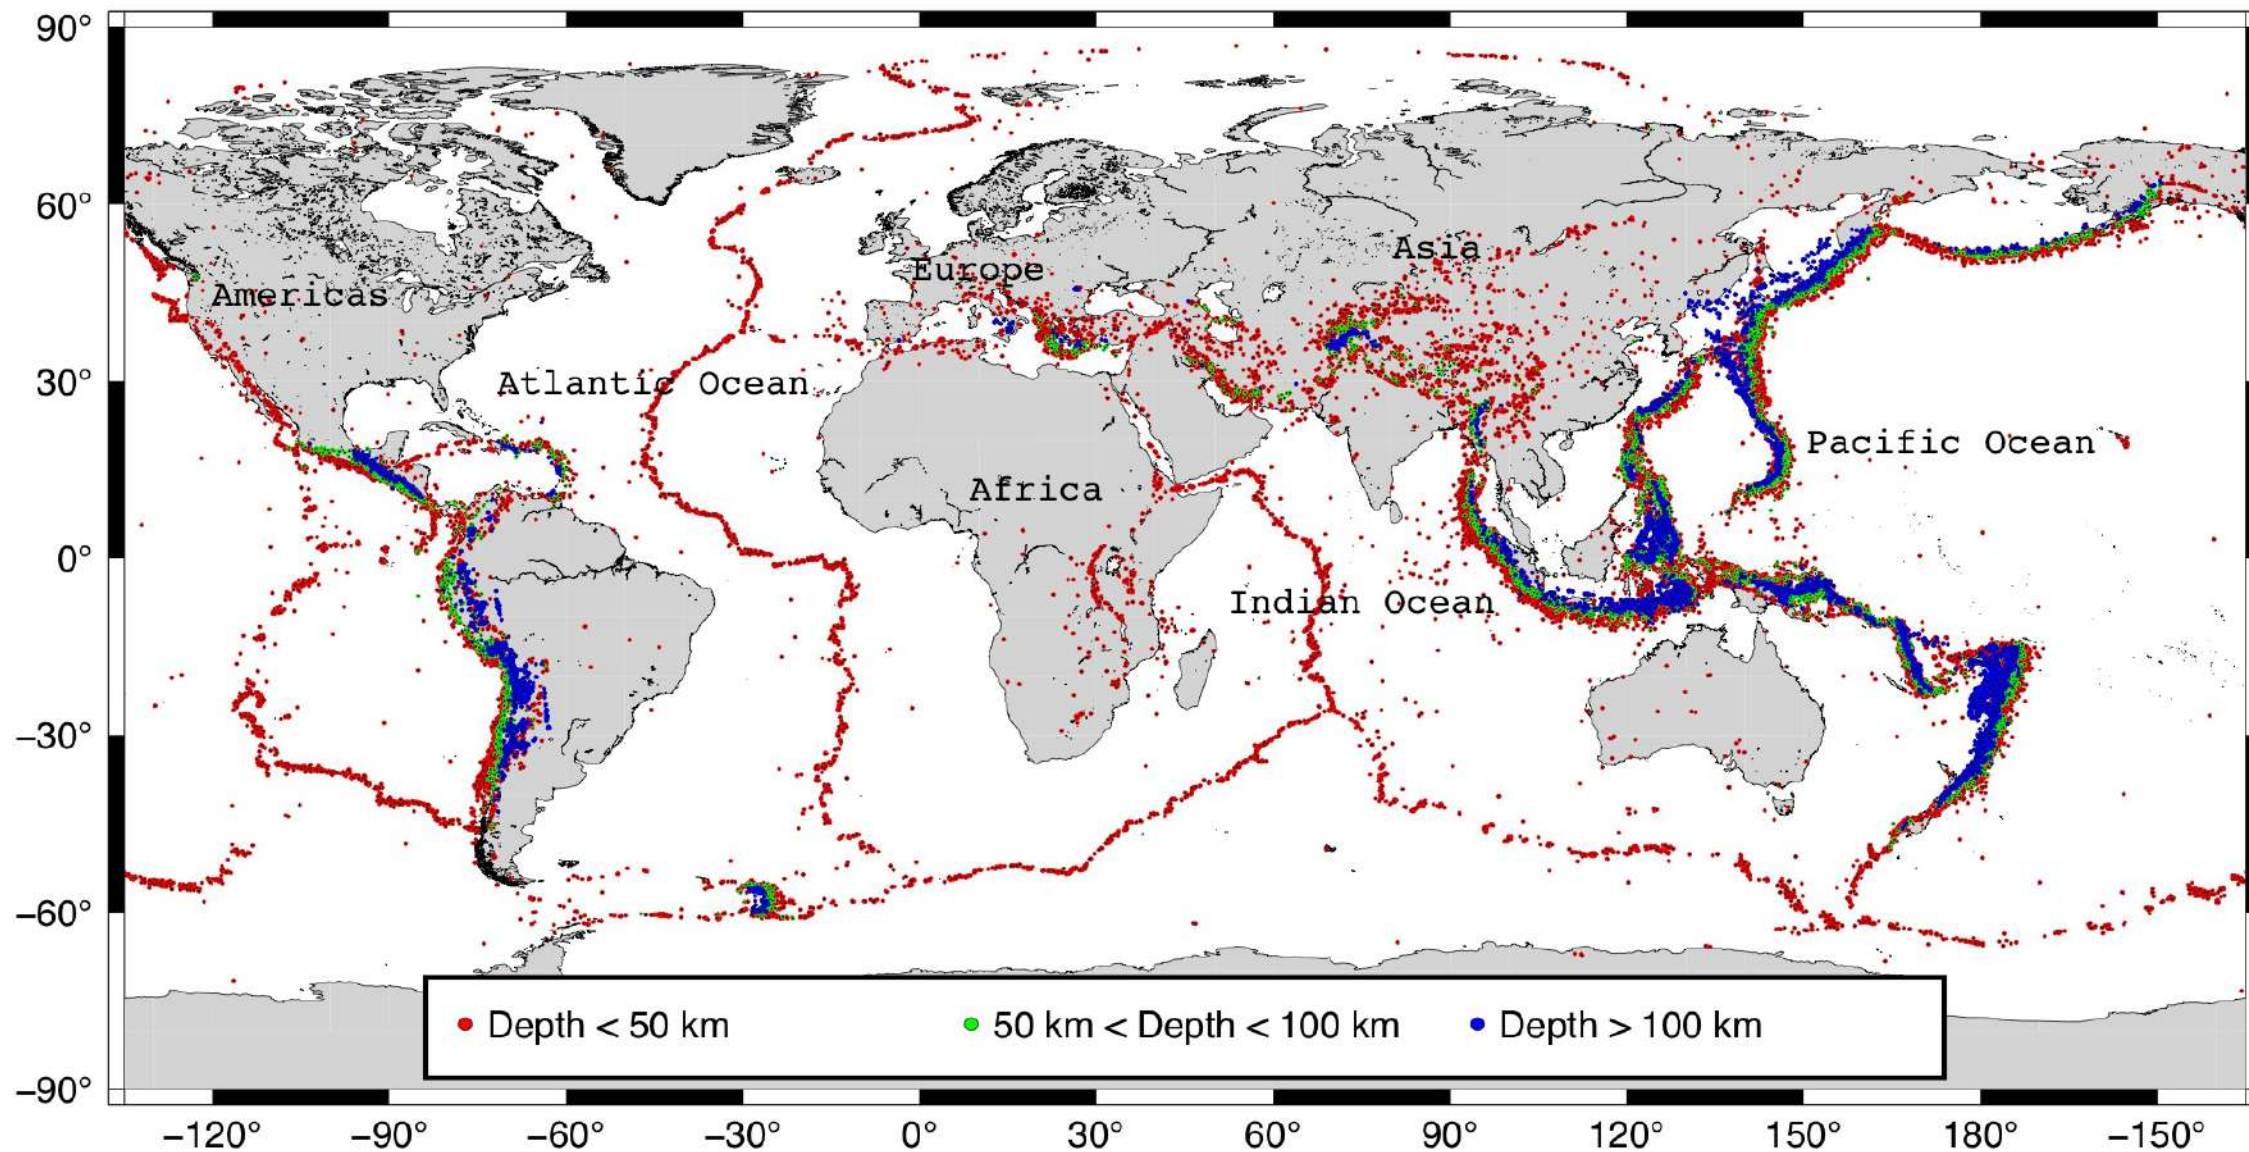 90°
60°
30°
0°
−30°
−60°
−90°
Americas
Europe
Asia
Atlantic Ocean
Pacific Ocean
Africa
Indian Ocean
Depth < 50 km
50 km < Depth < 100 km
Depth > 100 km
−120°
−90°
−60°
−30°
0°
30°
60°
90°
120°
150°
180°
−150°